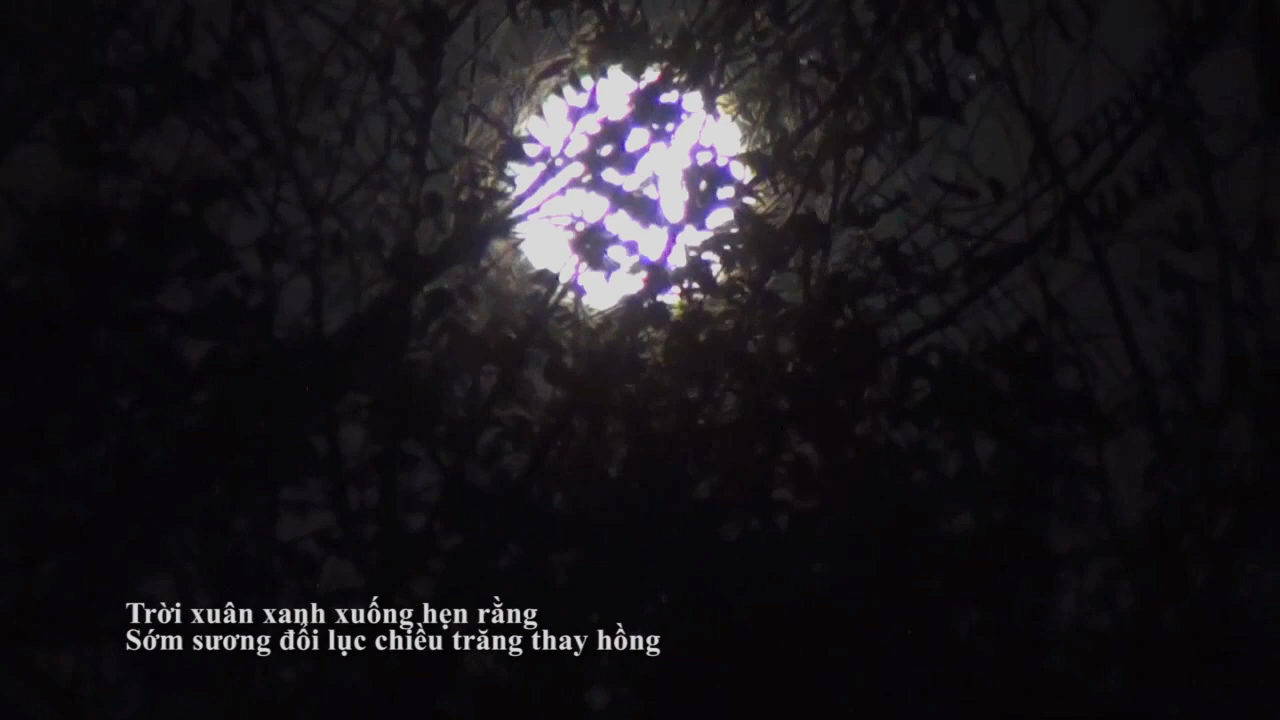 Trời xuân xanh xuống hẹn rằng
Sớm sương đổi lục chiều trăng thay hồng